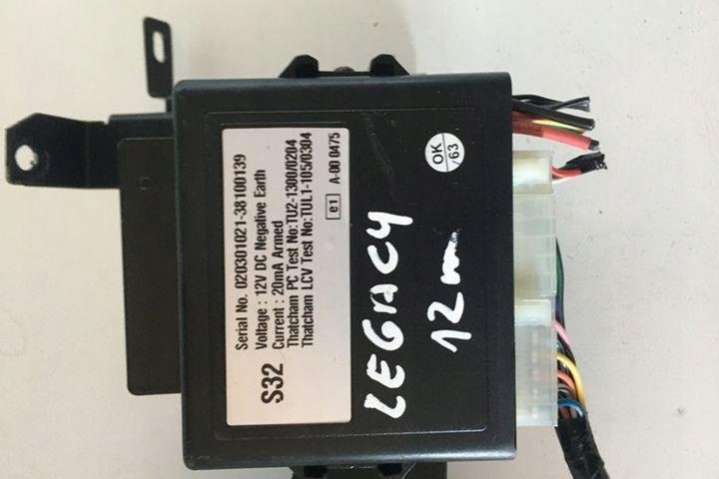 S32
Serial No. 020301021-38100139
Voltage : 12V DC Negative Earth
Current : 20mA Armed
Thatcham PC Test No:TU2-1300/0204
Thatcham LCV Test No:TUL1-105/0304
e1 A-00 0475
OK
/63
LEGACY
12